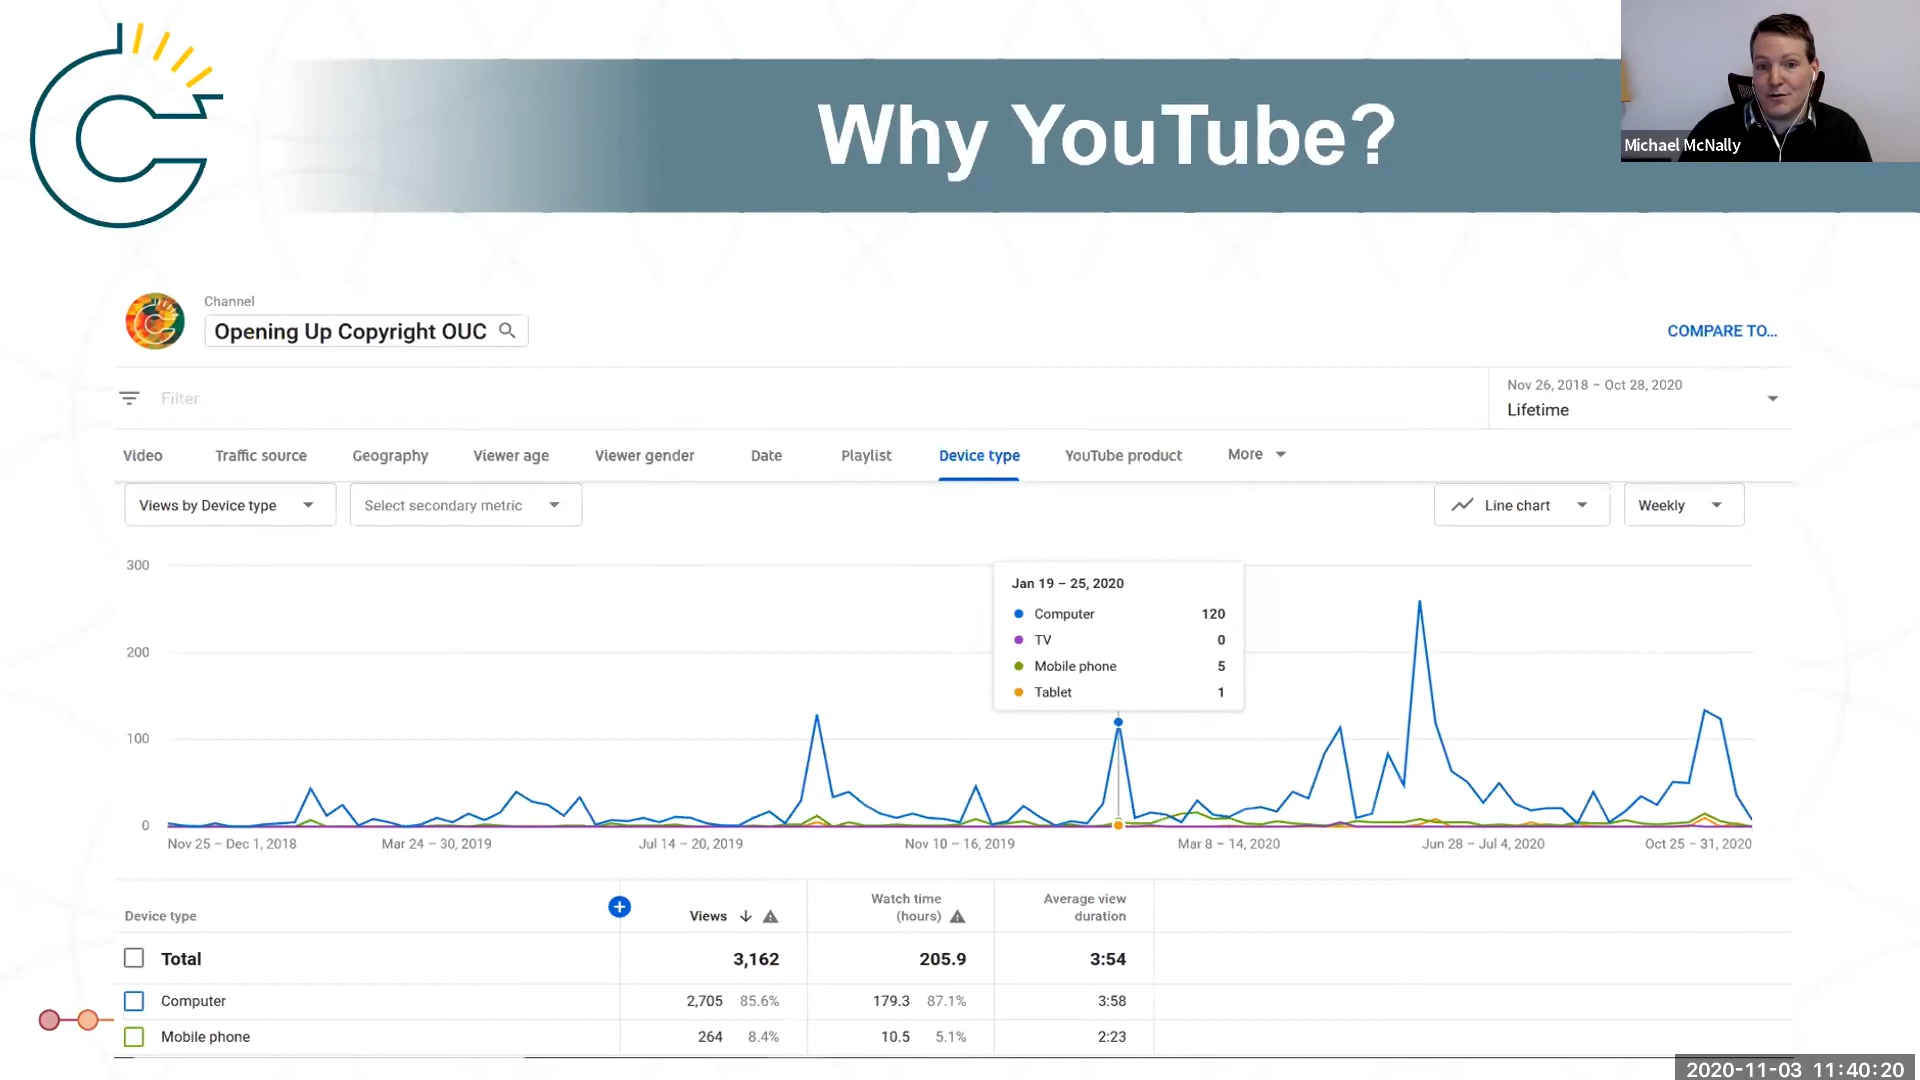 Why YouTube?
Michael McNally
Channel
Opening Up Copyright OUC
COMPARE TO...
Filter
Nov 26, 2018 – Oct 28, 2020
Lifetime
Video Traffic source Geography Viewer age Viewer gender Date Playlist Device type YouTube product More
Views by Device type Select secondary metric Line chart Weekly
300
Jan 19 – 25, 2020
Computer 120
TV 0
Mobile phone 5
Tablet 1
200
100
0
Nov 25 – Dec 1, 2018 Mar 24 – 30, 2019 Jul 14 – 20, 2019 Nov 10 – 16, 2019 Mar 8 – 14, 2020 Jun 28 – Jul 4, 2020 Oct 25 – 31, 2020
Device type Views Watch time (hours) Average view duration
Total 3,162 205.9 3:54
Computer 2,705 85.6% 179.3 87.1% 3:58
Mobile phone 264 8.4% 10.5 5.1% 2:23
2020-11-03 11:40:20